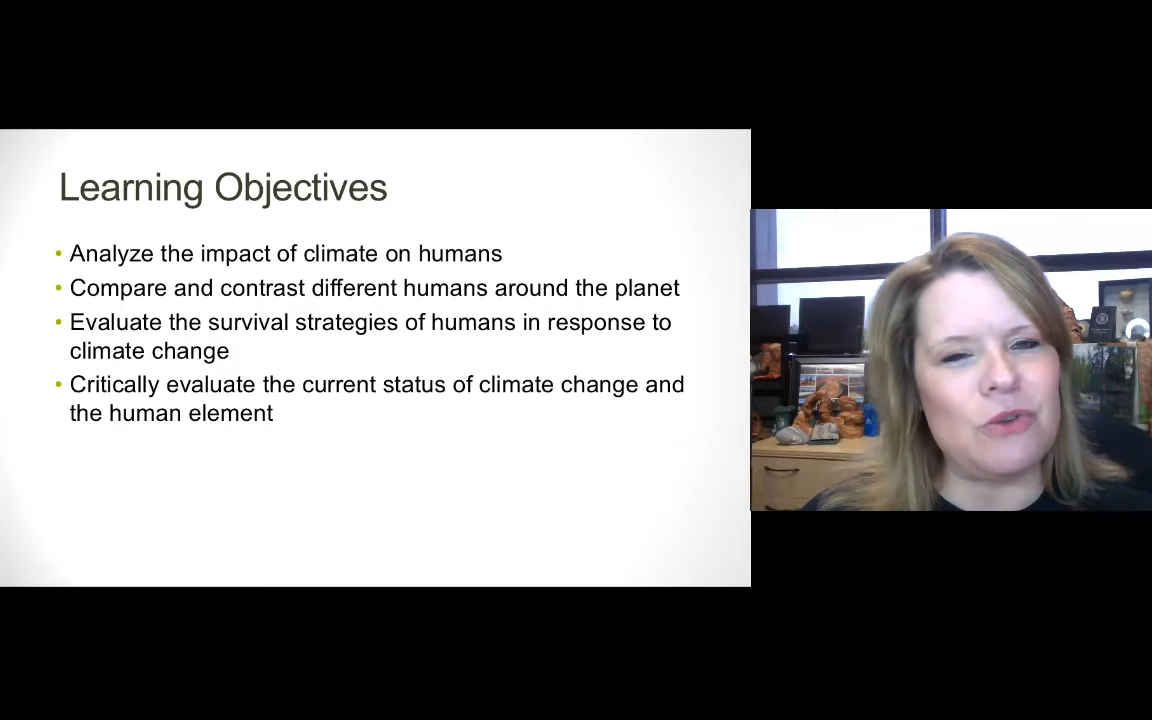 Learning Objectives
• Analyze the impact of climate on humans
• Compare and contrast different humans around the planet
• Evaluate the survival strategies of humans in response to
climate change
• Critically evaluate the current status of climate change and
the human element